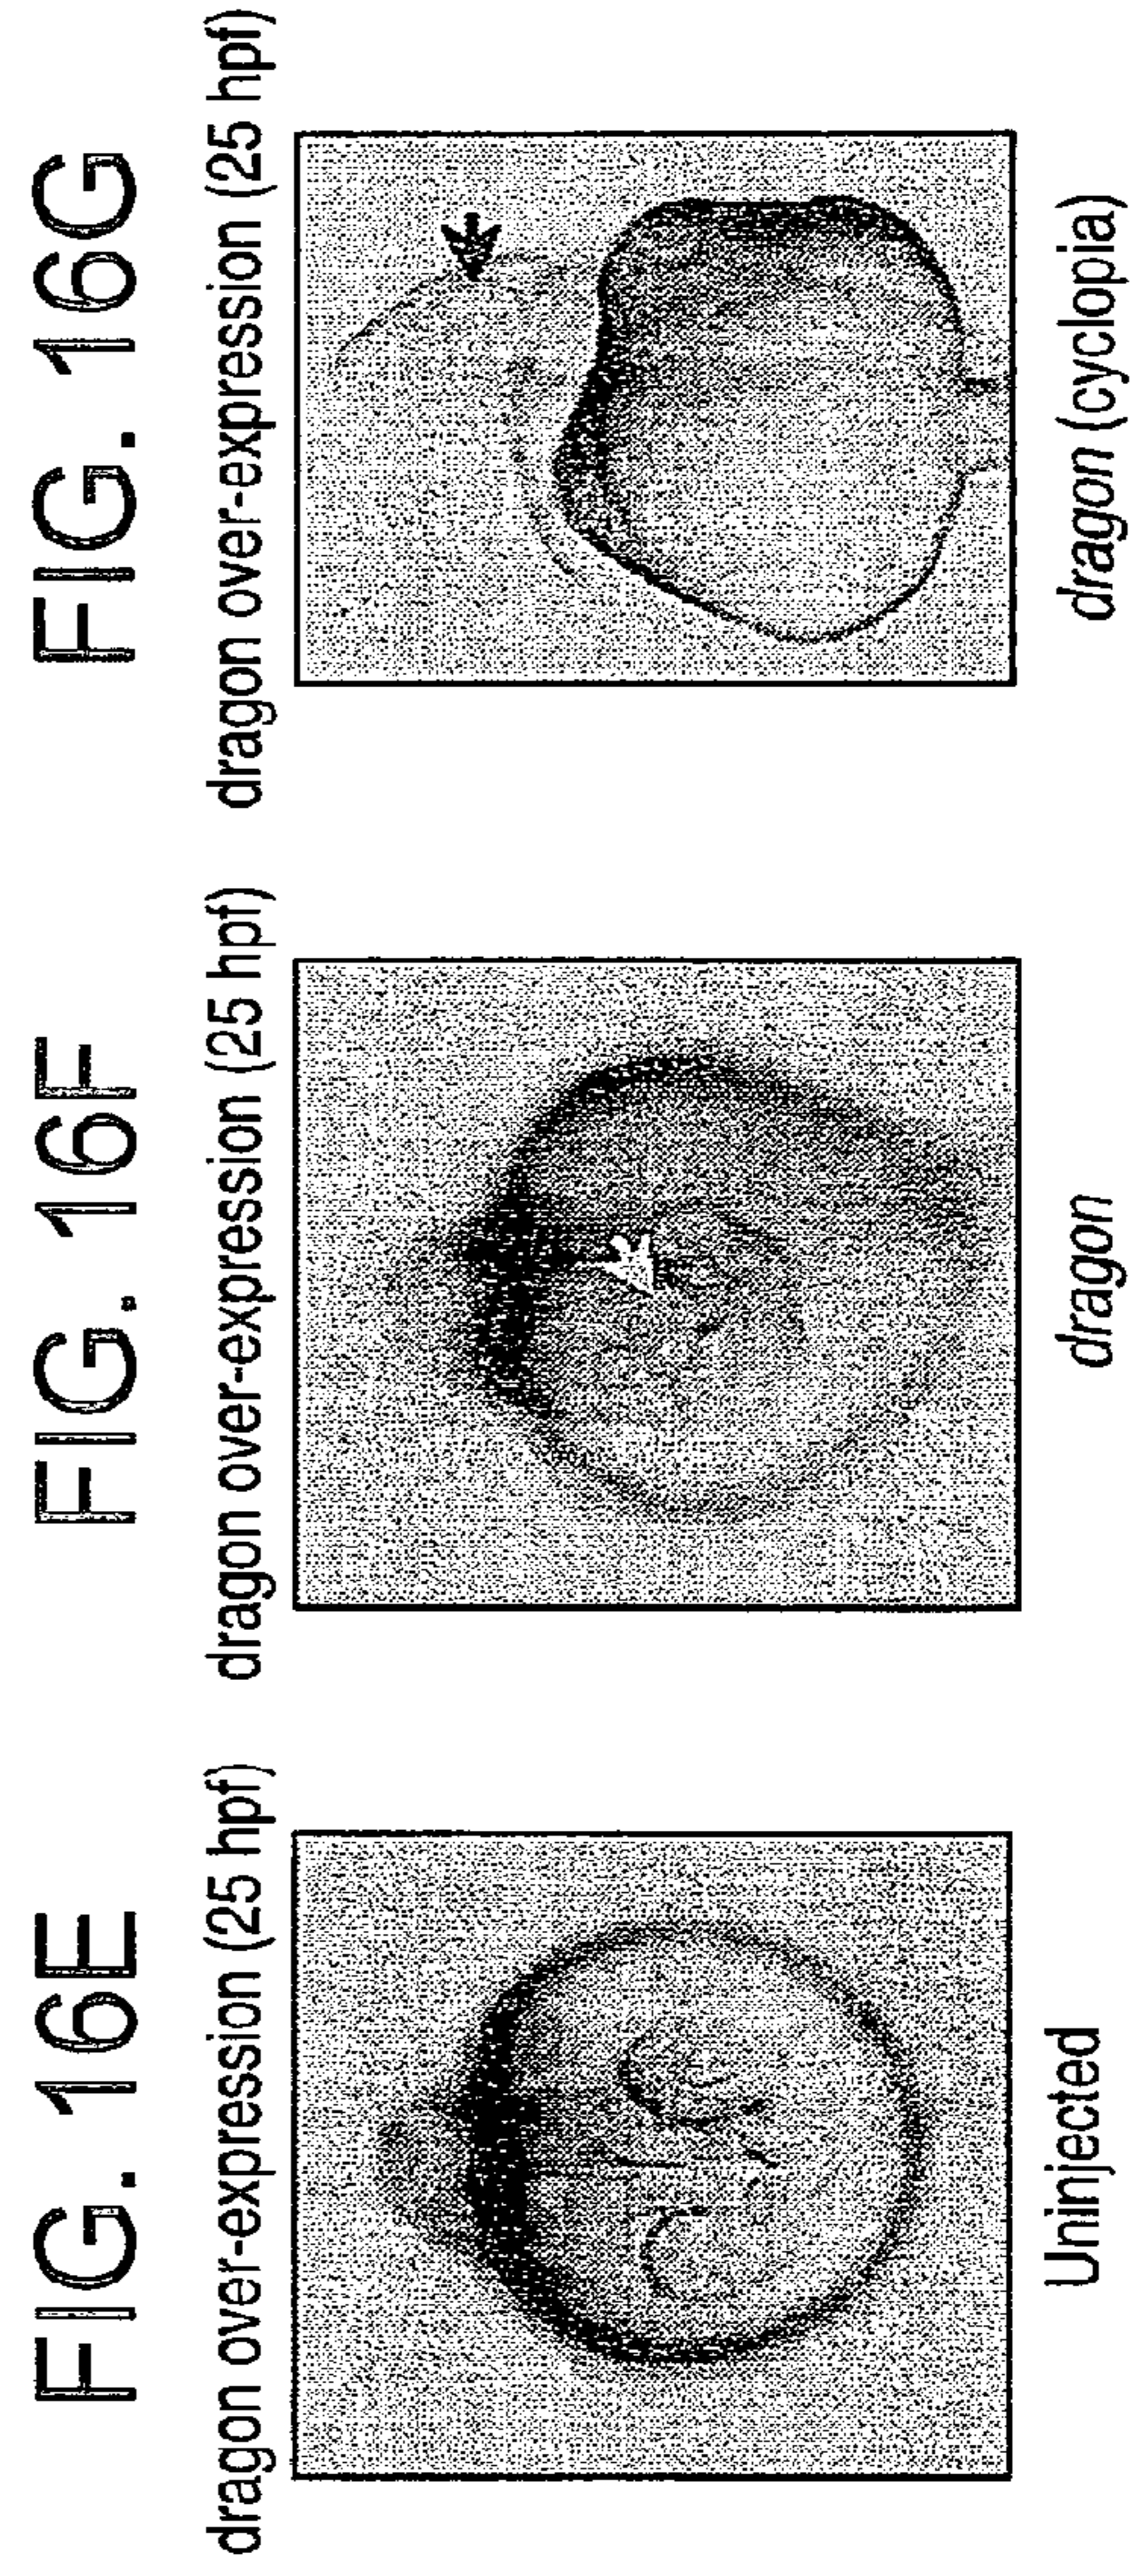 FIG. 16E
dragon over-expression (25 hpf)
Uninjected
FIG. 16F
dragon over-expression (25 hpf)
dragon
FIG. 16G
dragon over-expression (25 hpf)
dragon (cyclopia)